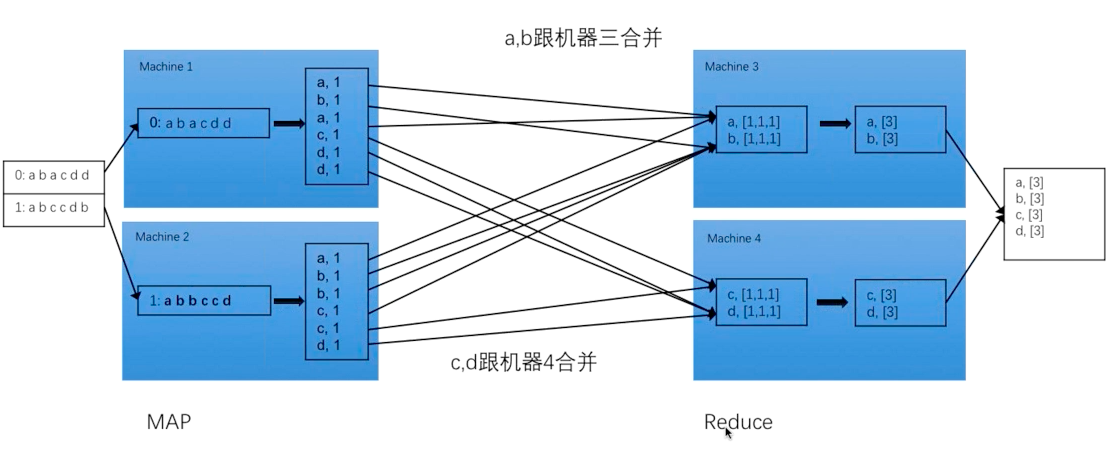 a,b跟机器三合并
0: a b a c d d
1: a b c c d b
Machine 1
0: a b a c d d
a, 1
b, 1
a, 1
c, 1
d, 1
d, 1
Machine 2
1: a b b c c d
a, 1
b, 1
b, 1
c, 1
c, 1
d, 1
Machine 3
a, [1,1,1]
b, [1,1,1]
a, [3]
b, [3]
Machine 4
c, [1,1,1]
d, [1,1,1]
c, [3]
d, [3]
a, [3]
b, [3]
c, [3]
d, [3]
c,d跟机器4合并
MAP
Reduce